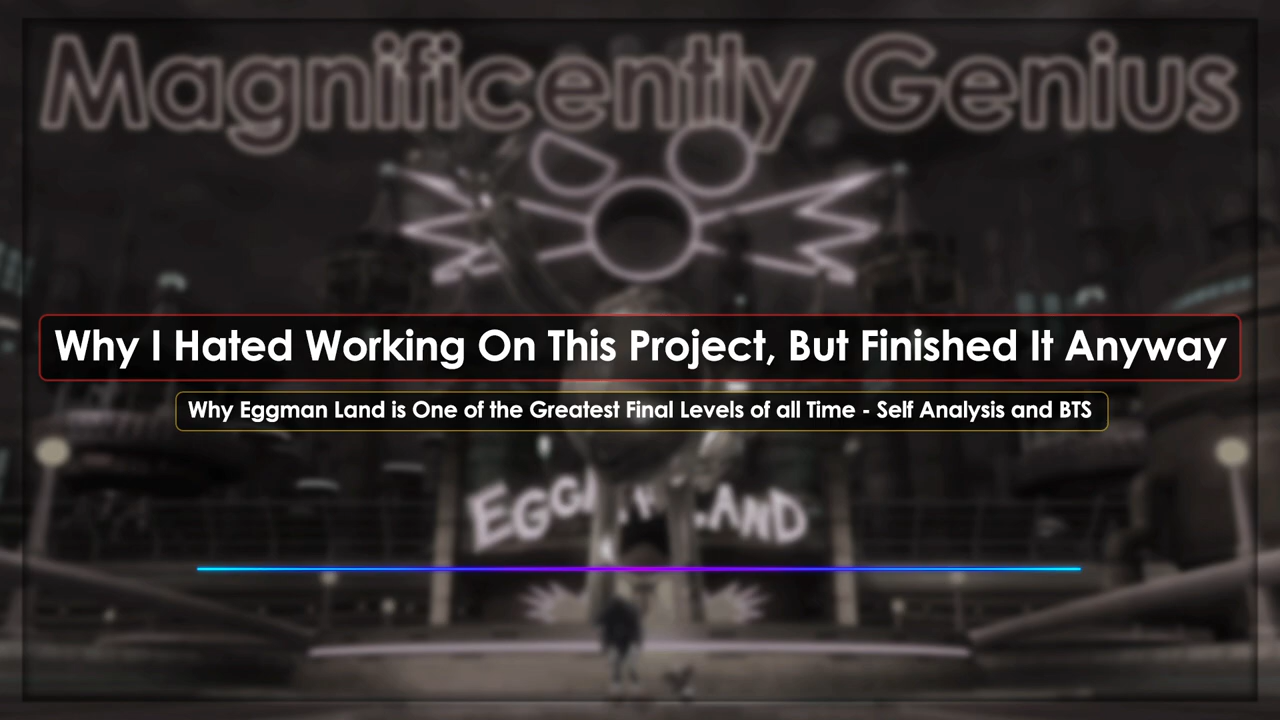 Magnificently Genius
Why I Hated Working On This Project, But Finished It Anyway
Why Eggman Land is One of the Greatest Final Levels of all Time - Self Analysis and BTS